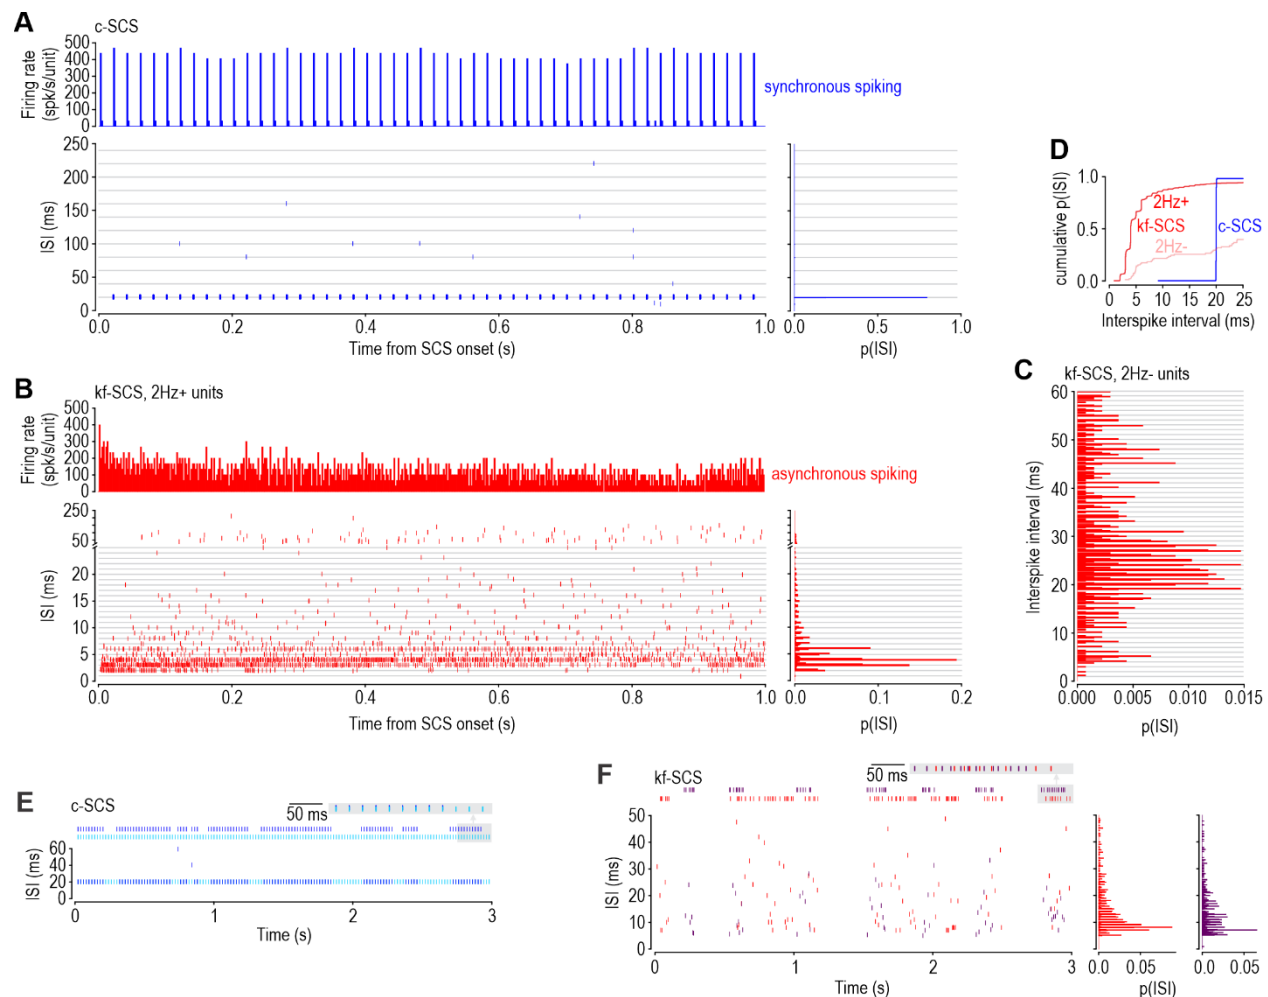 A
c-SCS
Firing rate
(spk/s/unit)
500
400
300
200
100
0
synchronous spiking
250
200
150
100
50
0
ISI (ms)
0.0 0.2 0.4 0.6 0.8 1.0
Time from SCS onset (s)
0.0 0.5 1.0
p(ISI)
D
cumulative p(ISI)
1.0
0.5
0.0
2Hz+
kf-SCS
c-SCS
2Hz-
0 5 10 15 20 25
Interspike interval (ms)
B
kf-SCS, 2Hz+ units
Firing rate
(spk/s/unit)
500
400
300
200
100
0
asynchronous spiking
250
50
20
15
10
5
0
ISI (ms)
0.0 0.2 0.4 0.6 0.8 1.0
Time from SCS onset (s)
0.0 0.1 0.2
p(ISI)
C
kf-SCS, 2Hz- units
60
50
40
30
20
10
0
Interspike interval (ms)
0.000 0.005 0.010 0.015
p(ISI)
E
c-SCS
50 ms
60
40
20
0
ISI (ms)
0 1 2 3
Time (s)
F
kf-SCS
50 ms
50
40
30
20
10
0
ISI (ms)
0 1 2 3
Time (s)
0.0 0.05
0.0 0.05
p(ISI)